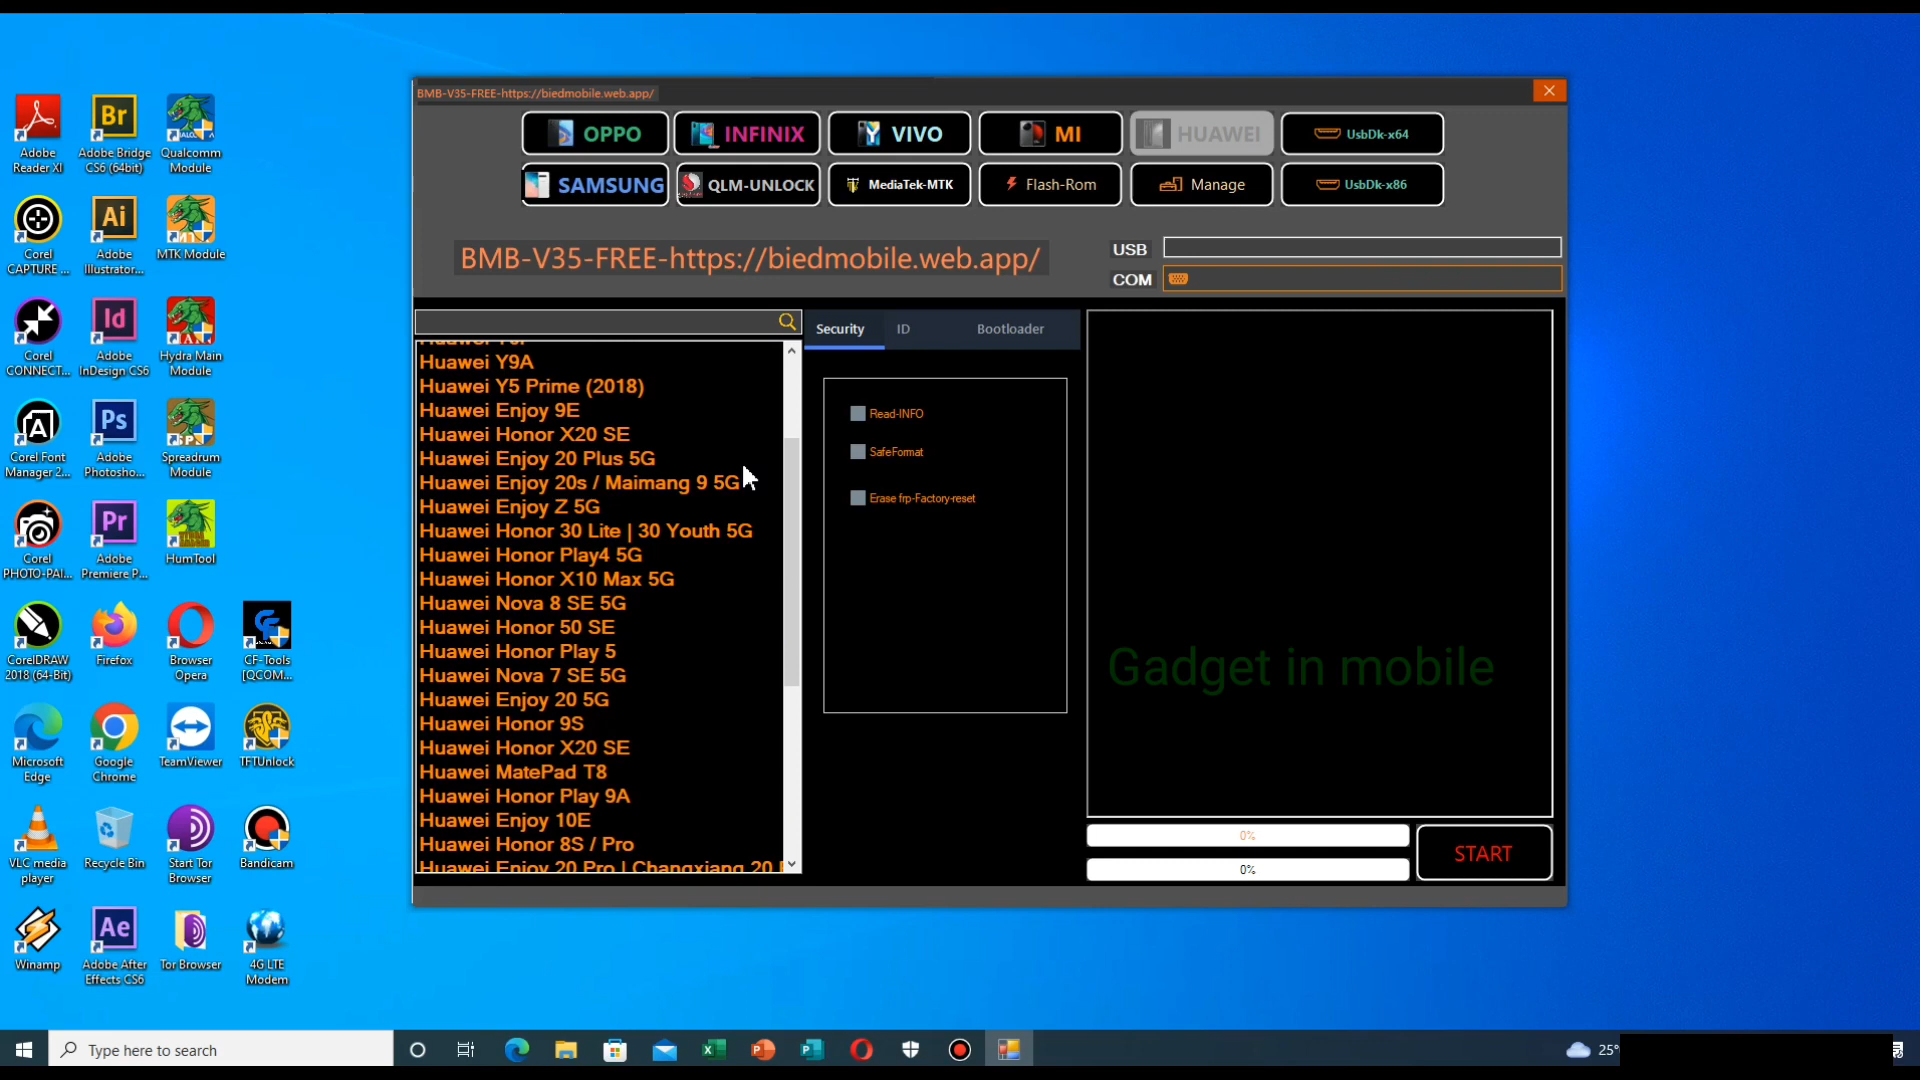 BMB-V35-FREE-https://biedmobile.web.app/
OPPO
INFINIX
VIVO
MI
HUAWEI
UsbDk-x64
SAMSUNG
QLM-UNLOCK
MediaTek-MTK
Flash-Rom
Manage
UsbDk-x86
BMB-V35-FREE-https://biedmobile.web.app/
USB
COM
Security
ID
Bootloader
Huawei Y9A
Huawei Y5 Prime (2018)
Huawei Enjoy 9E
Huawei Honor X20 SE
Huawei Enjoy 20 Plus 5G
Huawei Enjoy 20s / Maimang 9 5G
Huawei Enjoy Z 5G
Huawei Honor 30 Lite | 30 Youth 5G
Huawei Honor Play4 5G
Huawei Honor X10 Max 5G
Huawei Nova 8 SE 5G
Huawei Honor 50 SE
Huawei Honor Play 5
Huawei Nova 7 SE 5G
Huawei Enjoy 20 5G
Huawei Honor 9S
Huawei Honor X20 SE
Huawei MatePad T8
Huawei Honor Play 9A
Huawei Enjoy 10E
Huawei Honor 8S / Pro
Huawei Enjoy 20 Pro | Changxiang 20
Read-INFO
SafeFormat
Erase frp-Factory-reset
Gadget in mobile
0%
0%
START
Adobe
Reader XI
Adobe Bridge
CS6 (64bit)
Qualcomm
Module
Corel
CAPTURE ...
Adobe
Illustrator...
MTK Module
Corel
CONNECT...
Adobe
InDesign CS6
Hydra Main
Module
Corel Font
Manager 2...
Adobe
Photosho...
Spreadrum
Module
Corel
PHOTO-PAI...
Adobe
Premiere P...
HumTool
CorelDRAW
2018 (64-Bit)
Firefox
Browser
Opera
CF-Tools
[QCOM...
Microsoft
Edge
Google
Chrome
TeamViewer
TFTUnlock
VLC media
player
Recycle Bin
Start Tor
Browser
Bandicam
Winamp
Adobe After
Effects CS6
Tor Browser
4G LTE
Modem
Type here to search
25°